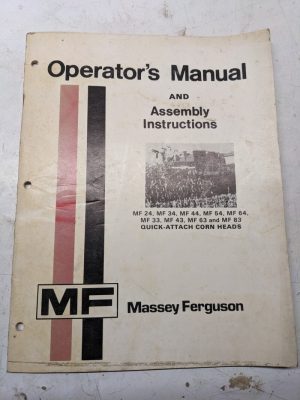 Operator's Manual
AND
Assembly
Instructions
MF 24, MF 34, MF 44, MF 54, MF 64,
MF 33, MF 43, MF 63 and MF 83
QUICK-ATTACH CORN HEADS
MF Massey Ferguson